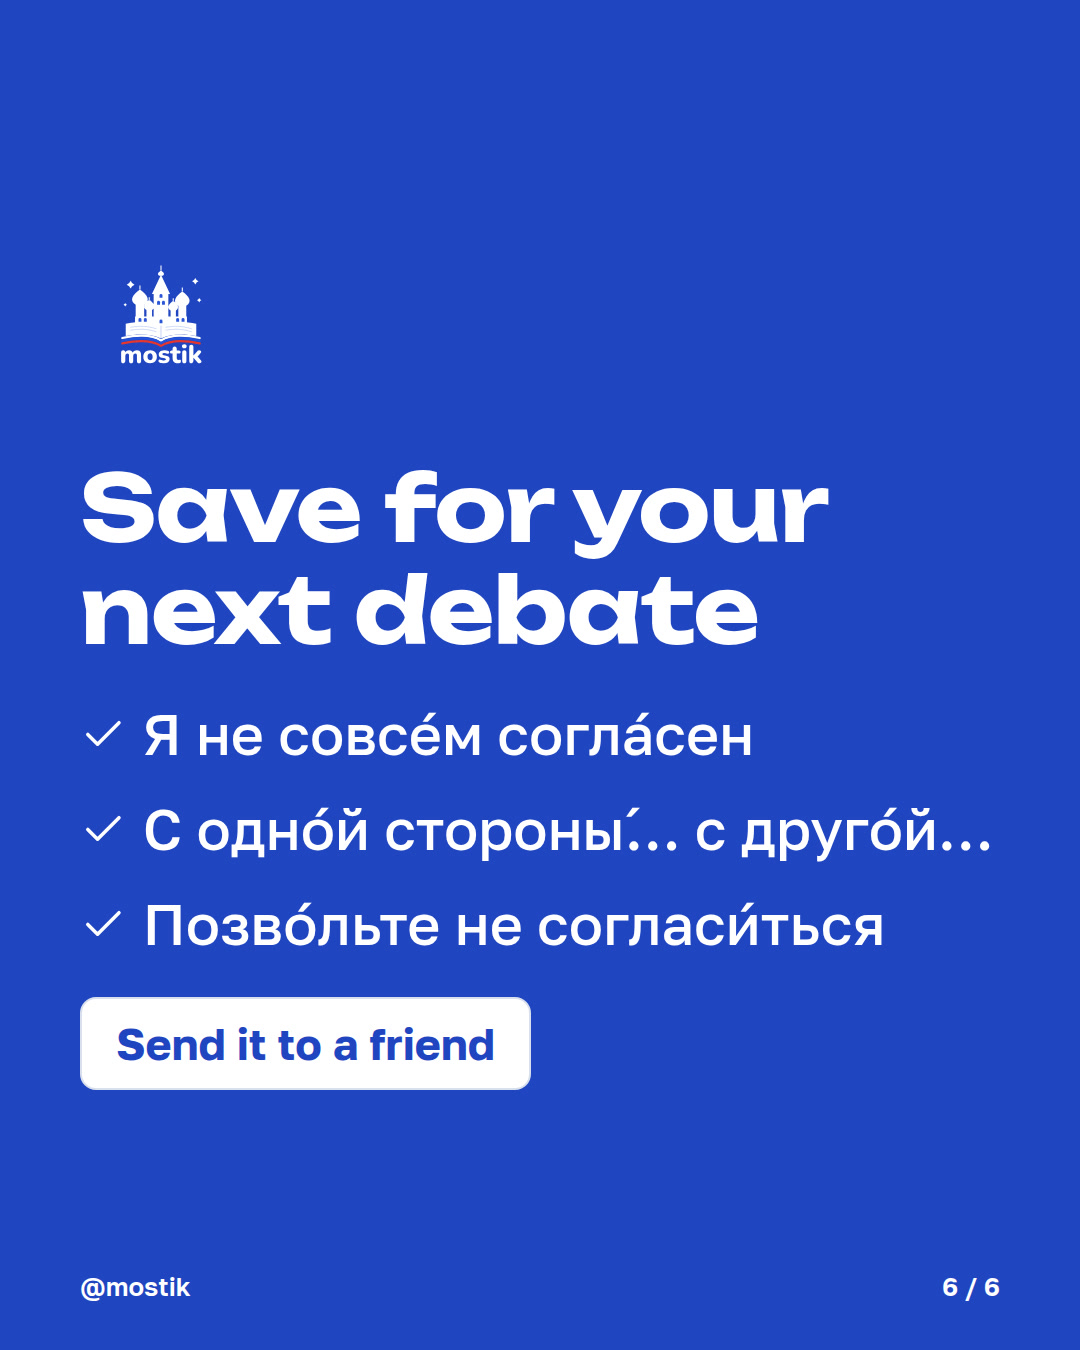 mostik
Save for your
next debate
Я не совсе́м согла́сен
С одно́й стороны́... с друго́й...
Позво́льте не согласи́ться
Send it to a friend
@mostik
6 / 6